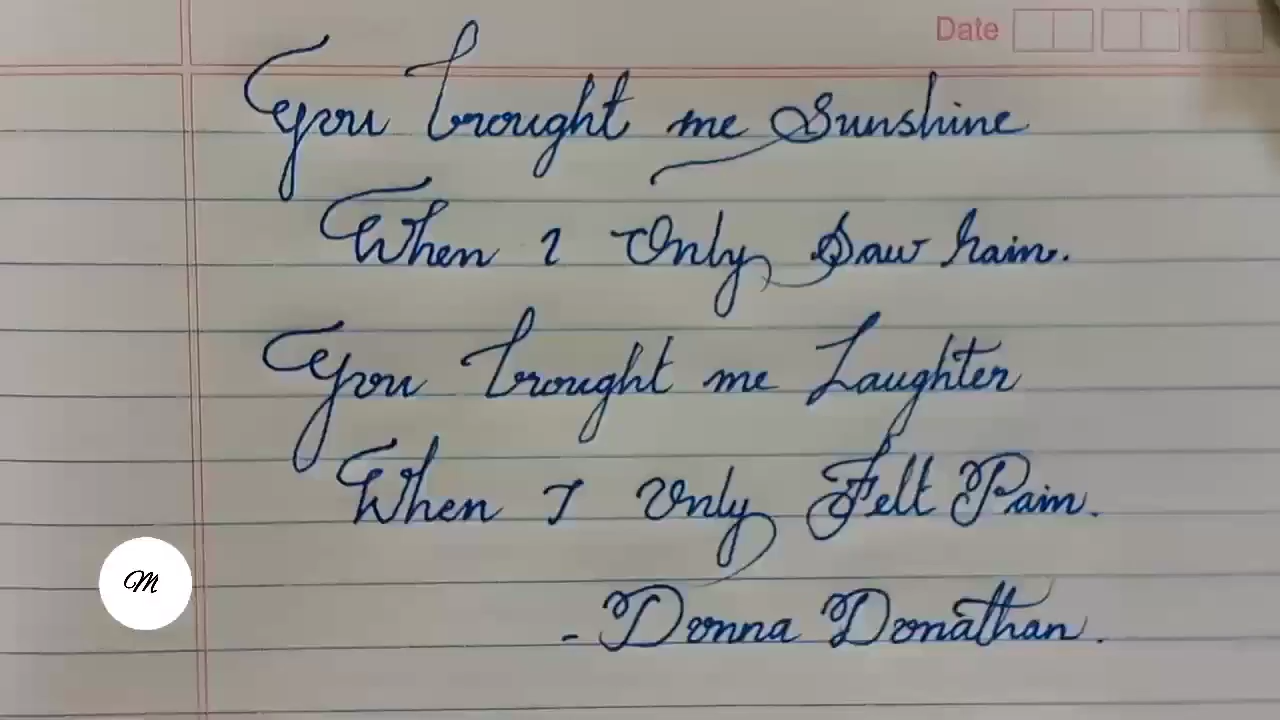 Date
You brought me Sunshine
When I Only Saw rain.
You brought me Laughter
When I Only Felt Pain.
M
- Donna Donathan.